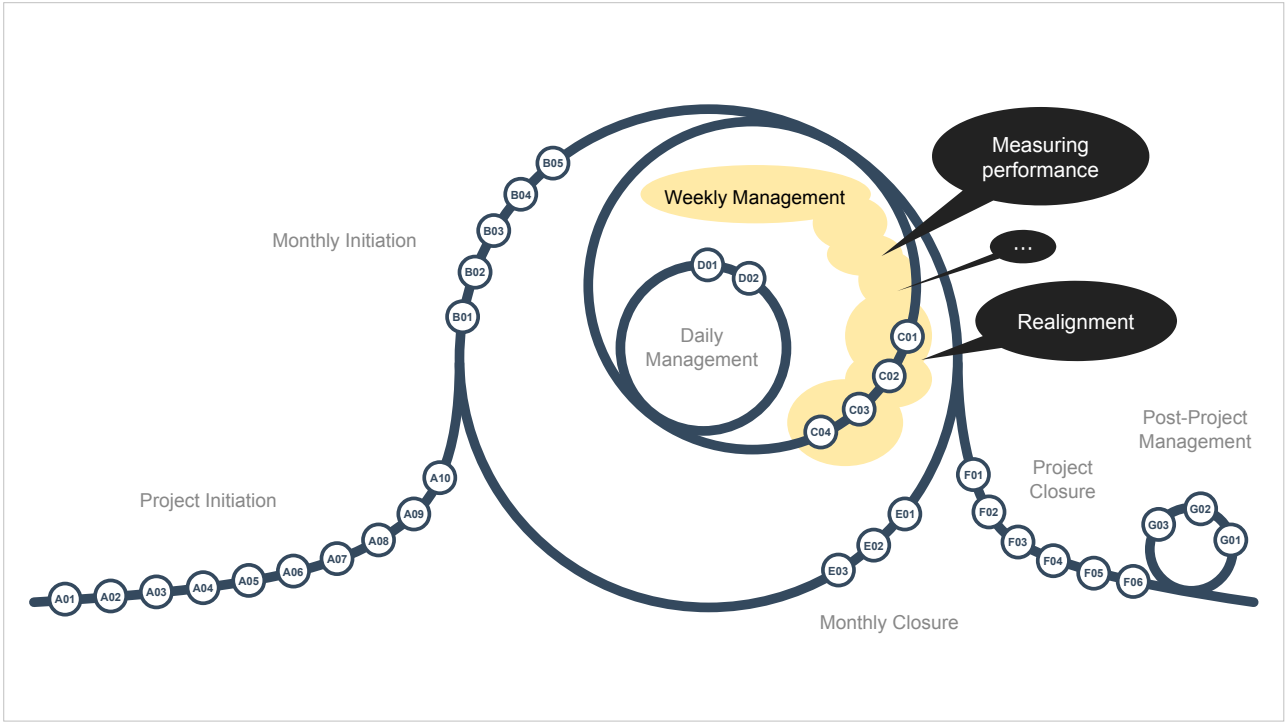 Measuring
performance
B05
Weekly Management
B04
B03
Monthly Initiation
…
B02
D01
D02
B01
Realignment
Daily
Management
C01
C02
C03
C04
Post-Project
Management
Project
Closure
A10
F01
Project Initiation
A09
E01
F02
G03
G02
G01
A08
F03
E02
A07
F04
A06
E03
F05
A05
F06
A04
A03
A02
A01
Monthly Closure